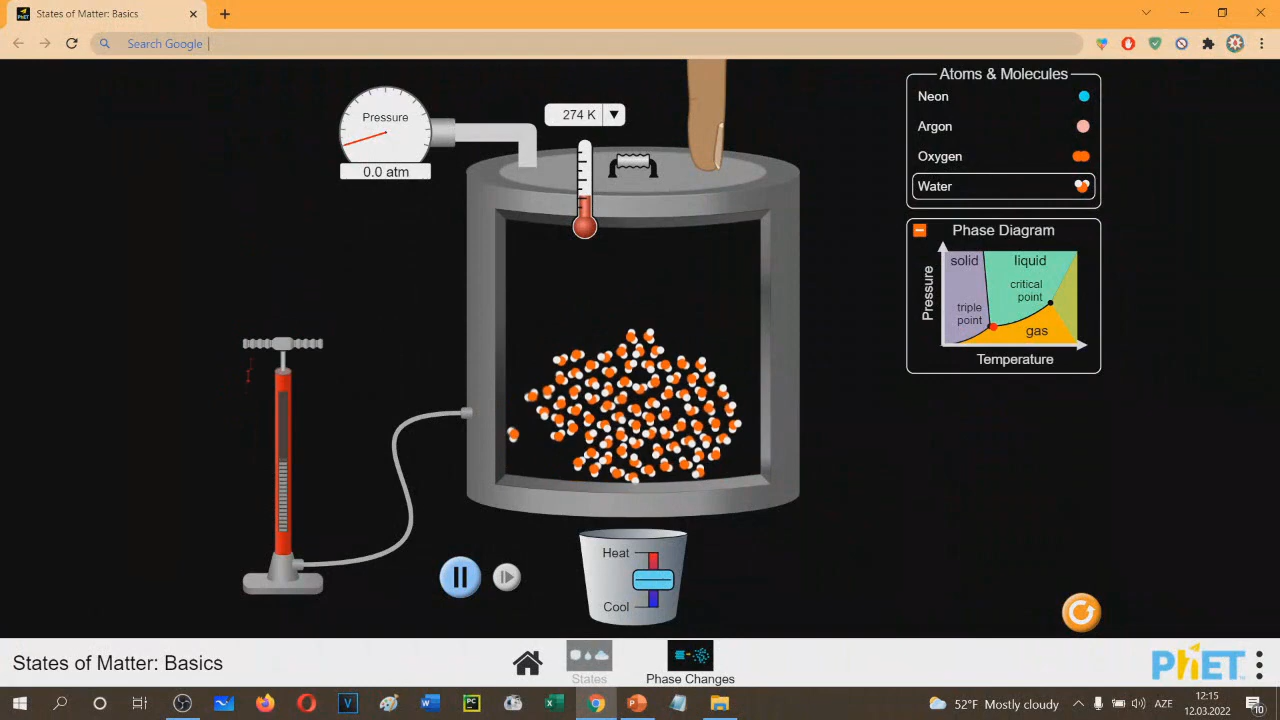 States of Matter: Basics
Search Google
Pressure
0.0 atm
274 K
Atoms & Molecules
Neon
Argon
Oxygen
Water
Phase Diagram
solid
liquid
critical
point
triple
point
gas
Pressure
Temperature
Heat
Cool
States of Matter: Basics
States
Phase Changes
PhET
52°F Mostly cloudy
AZE
12:15
12.03.2022
10